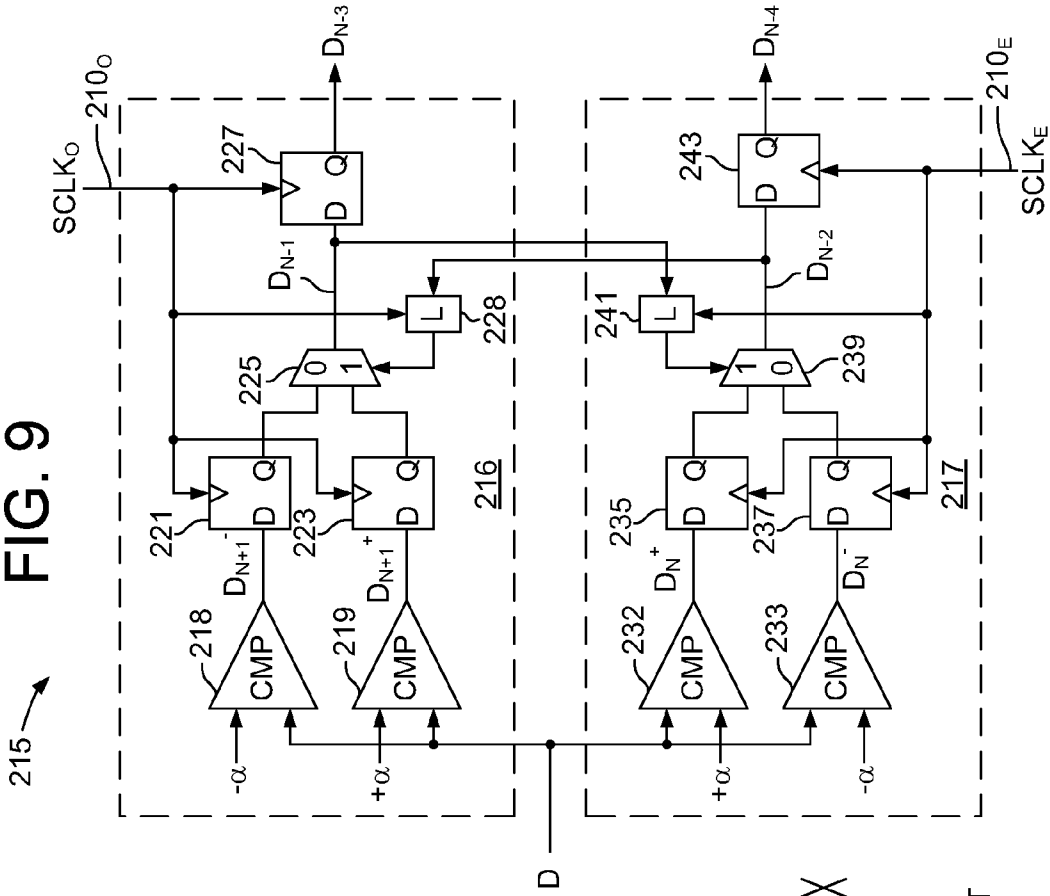 FIG. 9
215
SCLKO
210O
DN-3
227
D Q
DN-1
225
0
1
L
228
221
D Q
223
D Q
216
DN+1-
DN+1+
218
CMP
219
CMP
-α
+α
D
DN-4
243
D Q
DN-2
241
L
1
0
239
235
D Q
237
D Q
217
DN+
DN-
232
CMP
233
CMP
+α
-α
210E
SCLKE
X